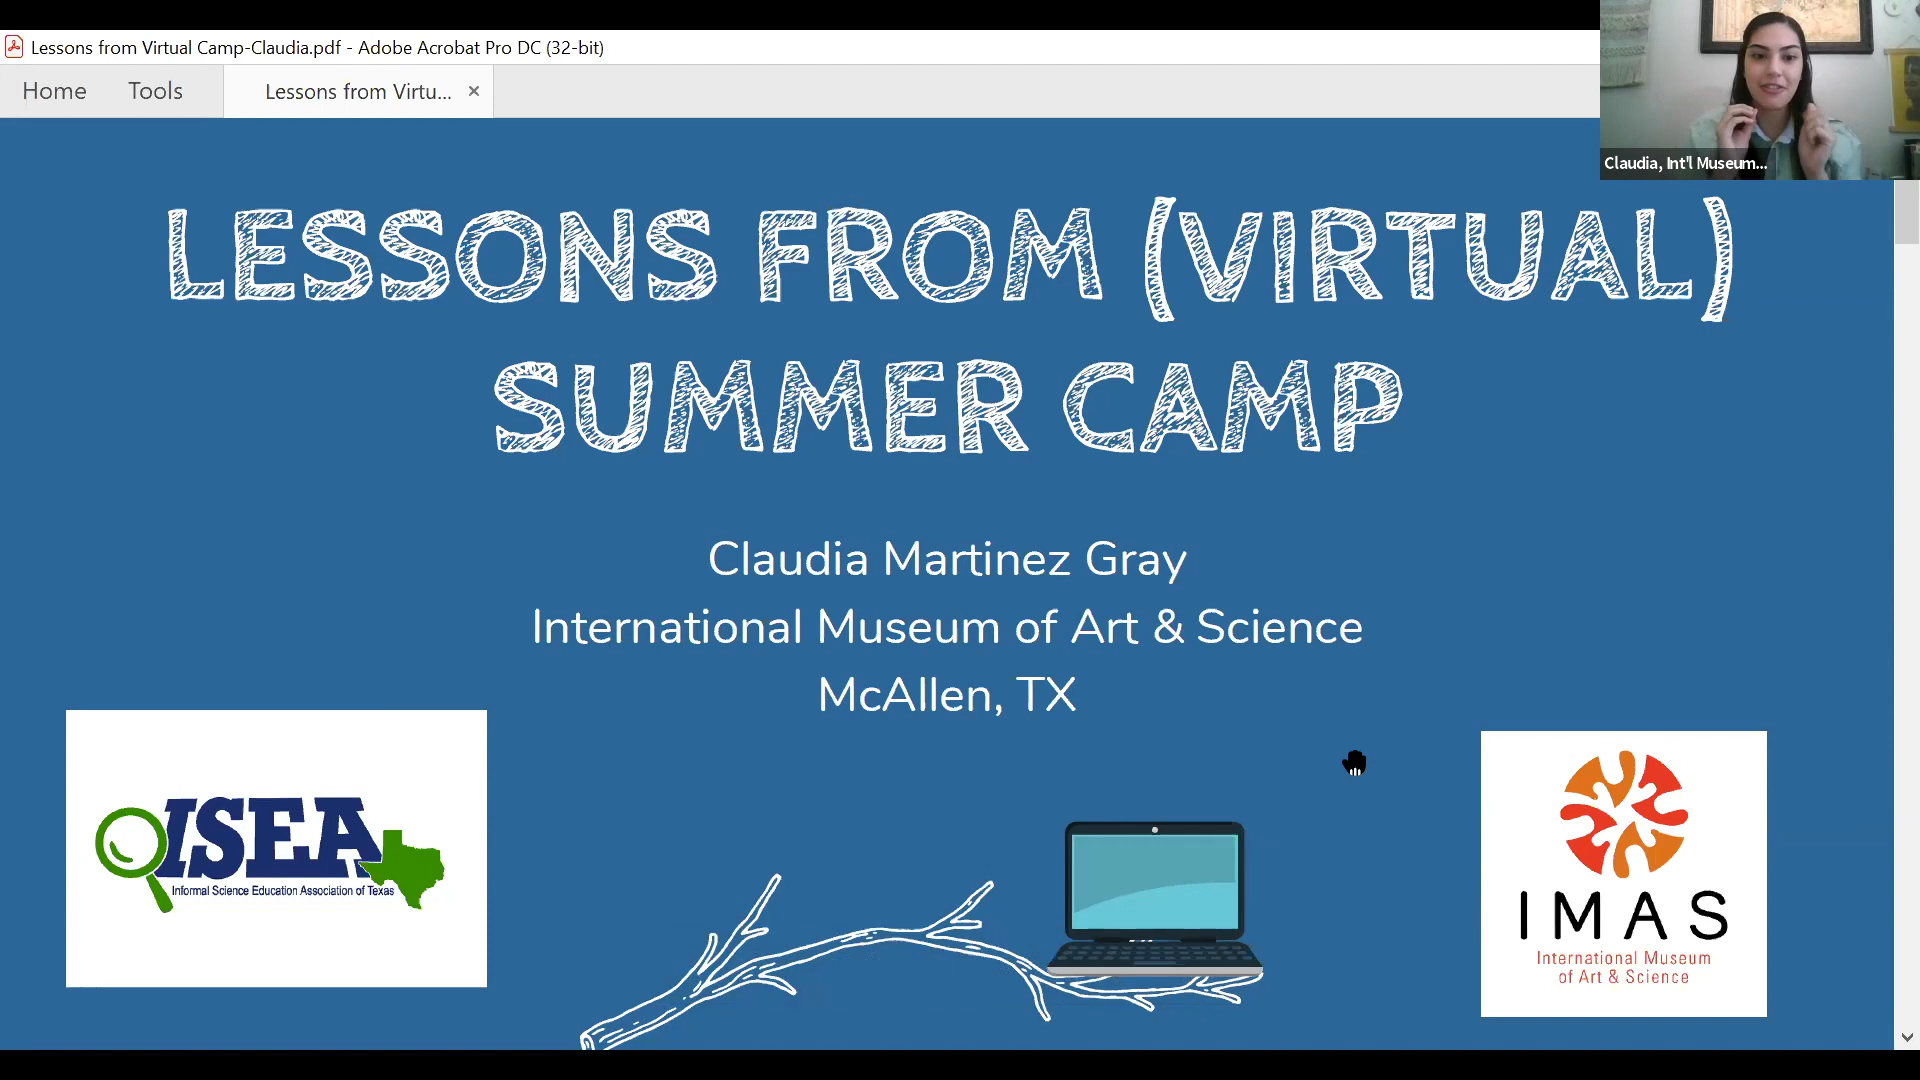 Lessons from Virtual Camp-Claudia.pdf - Adobe Acrobat Pro DC (32-bit)
Home Tools Lessons from Virtu... ×
Claudia, Int'l Museum...
LESSONS FROM (VIRTUAL)
SUMMER CAMP
Claudia Martinez Gray
International Museum of Art & Science
McAllen, TX
ISEA
Informal Science Education Association of Texas
IMAS
International Museum
of Art & Science